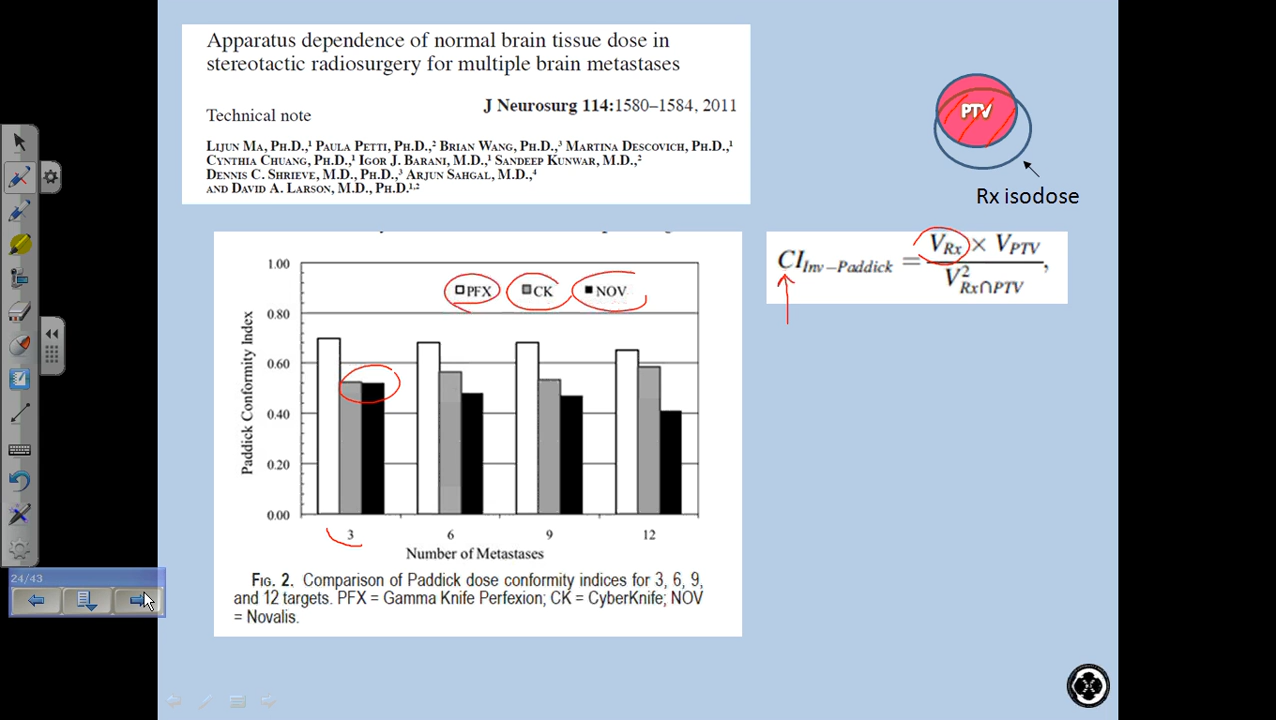 Apparatus dependence of normal brain tissue dose in
stereotactic radiosurgery for multiple brain metastases
J Neurosurg 114:1580–1584, 2011
Technical note
Lijun Ma, Ph.D.,1 Paula Petti, Ph.D.,2 Brian Wang, Ph.D.,3 Martina Descovich, Ph.D.,1
Cynthia Chuang, Ph.D.,1 Igor J. Barani, M.D.,1 Sandeep Kunwar, M.D.,2
Dennis C. Shrieve, M.D., Ph.D.,3 Arjun Sahgal, M.D.,4
and David A. Larson, M.D., Ph.D.1,2
PTV
Rx isodose
CI Inv−Paddick = V Rx × V PTV / V² Rx∩PTV,
Paddick Conformity Index
1.00
0.80
0.60
0.40
0.20
0.00
PFX CK NOV
3 6 9 12
Number of Metastases
Fig. 2. Comparison of Paddick dose conformity indices for 3, 6, 9,
and 12 targets. PFX = Gamma Knife Perfexion; CK = CyberKnife; NOV
= Novalis.
24/43